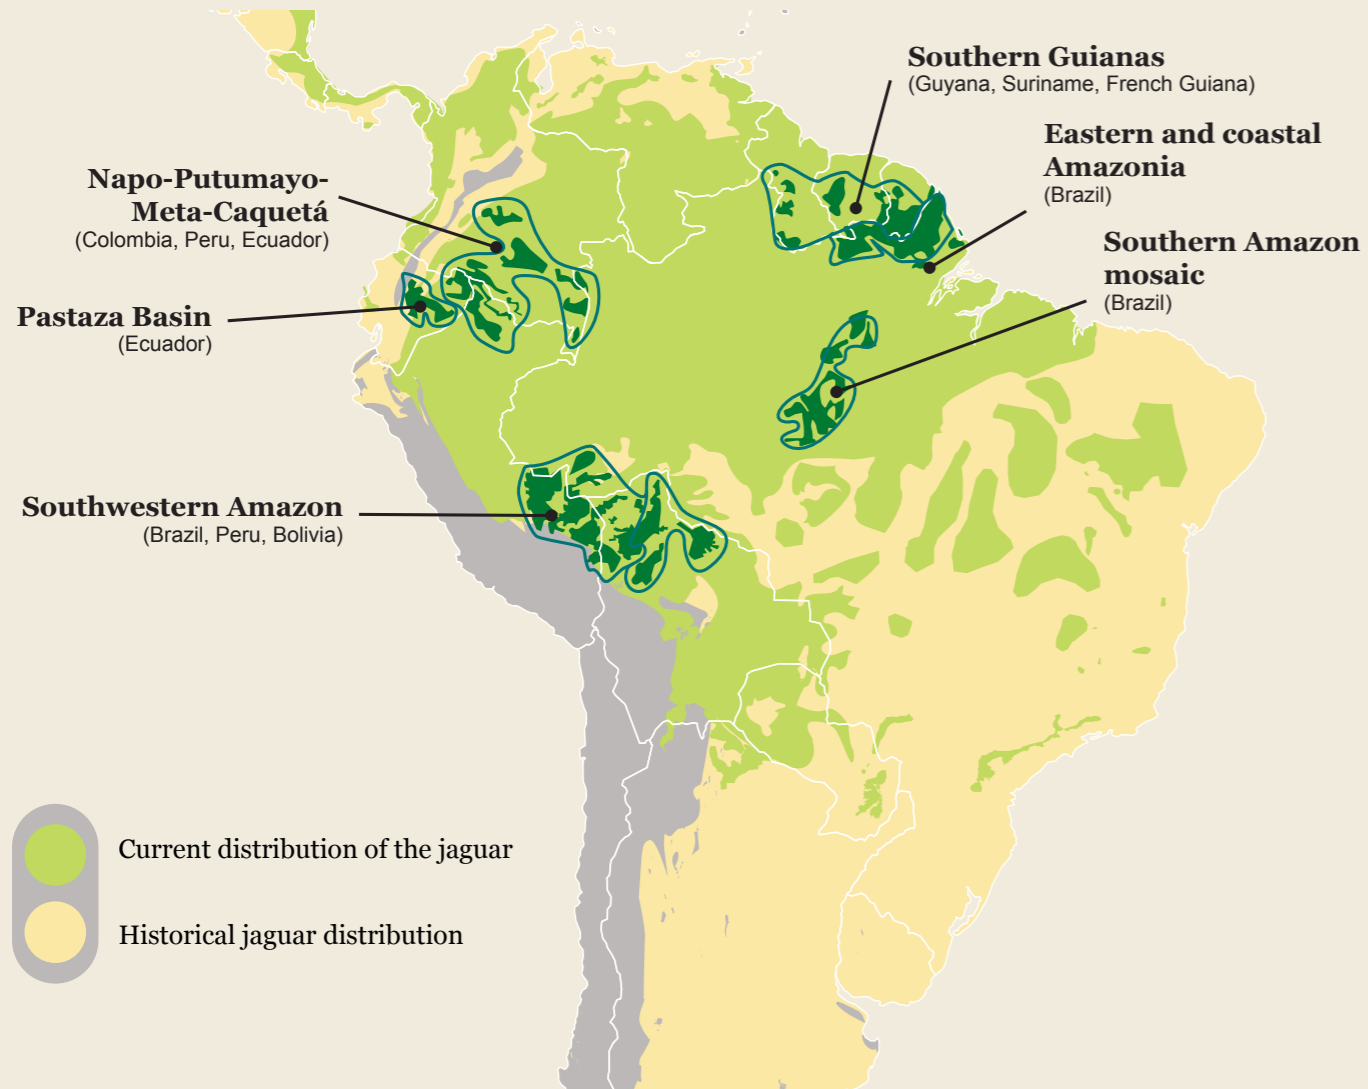 Southern Guianas
(Guyana, Suriname, French Guiana)
Eastern and coastal
Amazonia
(Brazil)
Napo-Putumayo-
Meta-Caquetá
(Colombia, Peru, Ecuador)
Southern Amazon
mosaic
(Brazil)
Pastaza Basin
(Ecuador)
Southwestern Amazon
(Brazil, Peru, Bolivia)
Current distribution of the jaguar
Historical jaguar distribution